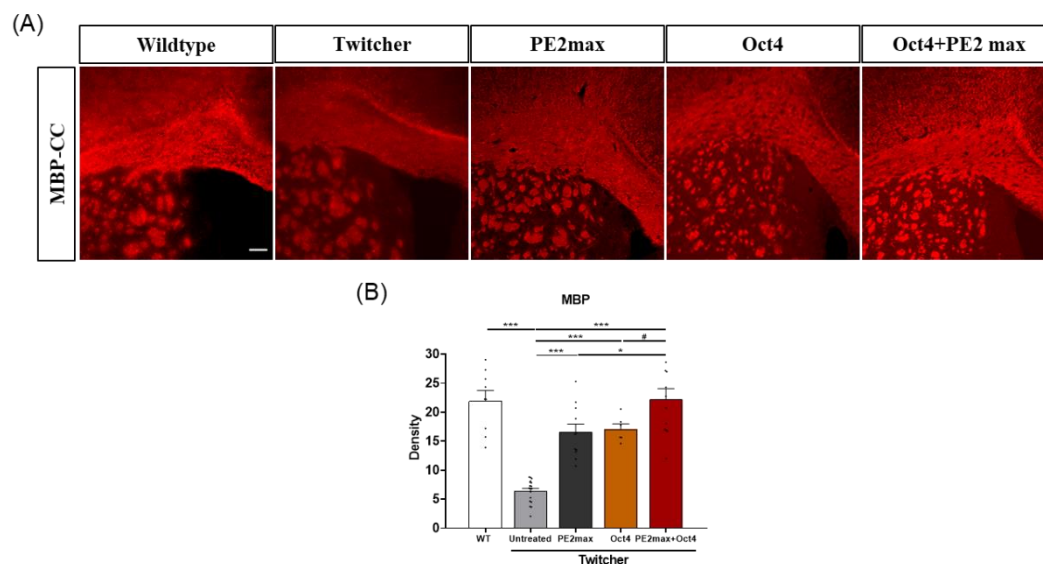 (A)
Wildtype
Twitcher
PE2max
Oct4
Oct4+PE2 max
MBP-CC
(B)
MBP
*** ***
*** #
*** *
30
25
20
15
10
5
0
Density
WT Untreated PE2max Oct4 PE2max+Oct4
Twitcher